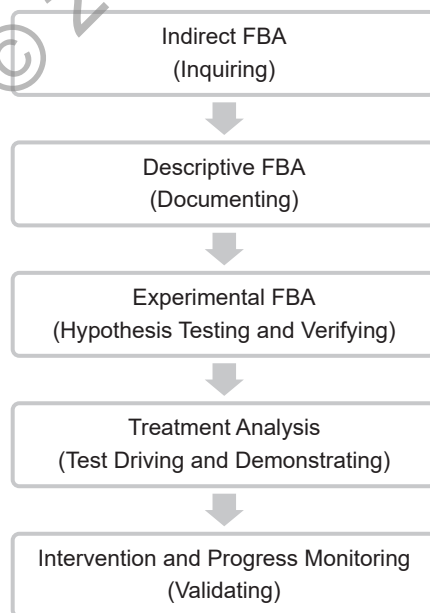 Indirect FBA
(Inquiring)
Descriptive FBA
(Documenting)
Experimental FBA
(Hypothesis Testing and Verifying)
Treatment Analysis
(Test Driving and Demonstrating)
Intervention and Progress Monitoring
(Validating)